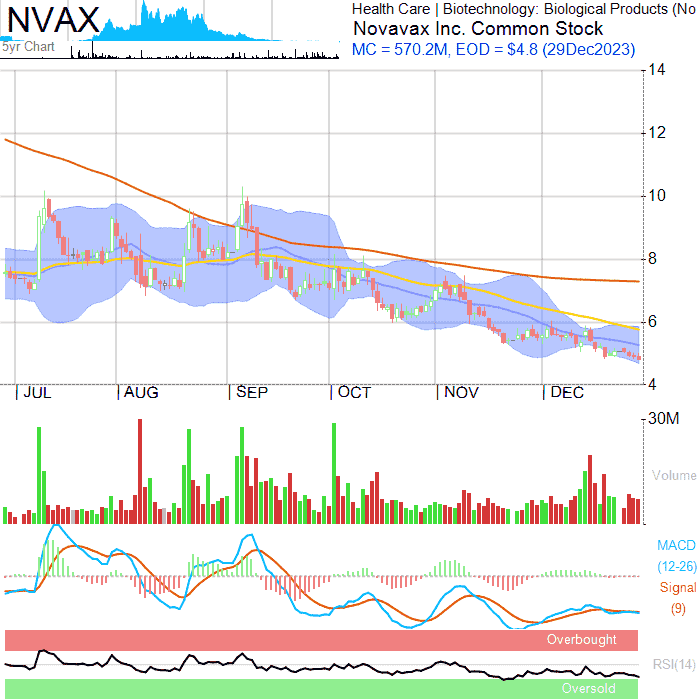 NVAX
5yr Chart
Health Care | Biotechnology: Biological Products (No
Novavax Inc. Common Stock
MC = 570.2M, EOD = $4.8 (29Dec2023)
14
12
10
8
6
4
JUL AUG SEP OCT NOV DEC
30M
Volume
MACD
(12-26)
Signal
(9)
Overbought
RSI(14)
Oversold